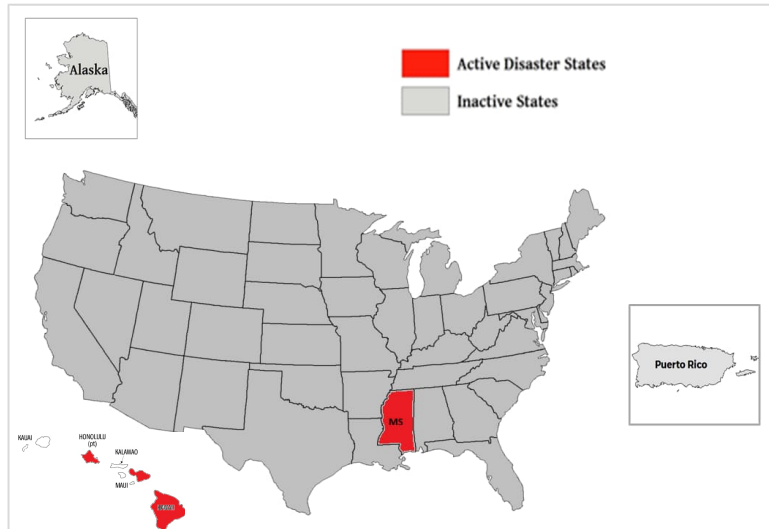 Alaska
Active Disaster States
Inactive States
Puerto Rico
MS
KAUAI
HONOLULU
(pt)
KALAWAO
MAUI